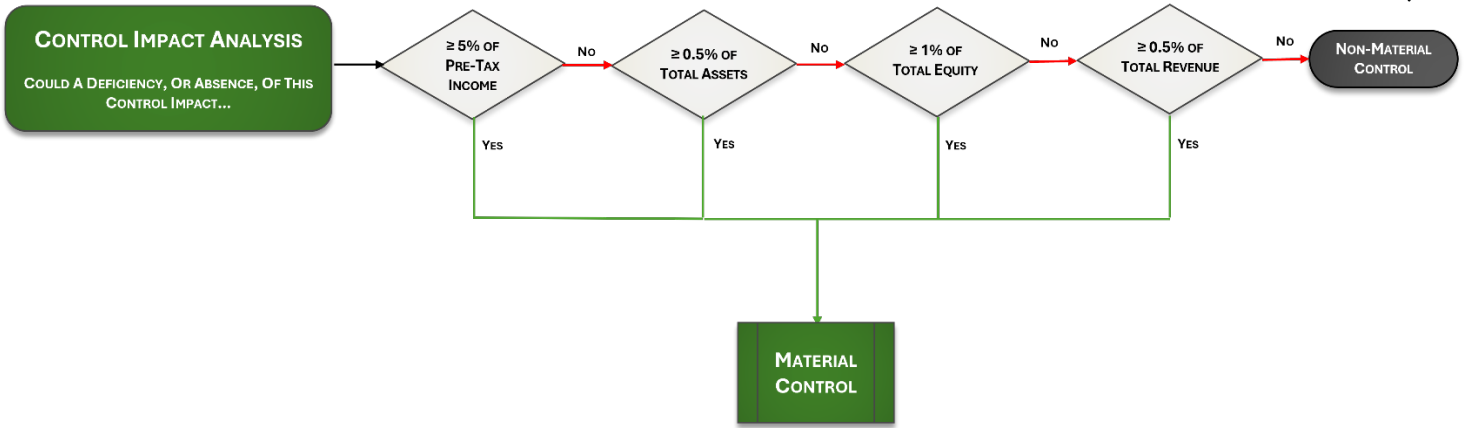 CONTROL IMPACT ANALYSIS
COULD A DEFICIENCY, OR ABSENCE, OF THIS
CONTROL IMPACT...
≥ 5% OF
PRE-TAX
INCOME
NO
≥ 0.5% OF
TOTAL ASSETS
NO
≥ 1% OF
TOTAL EQUITY
NO
≥ 0.5% OF
TOTAL REVENUE
NO
NON-MATERIAL
CONTROL
YES
YES
YES
YES
MATERIAL
CONTROL